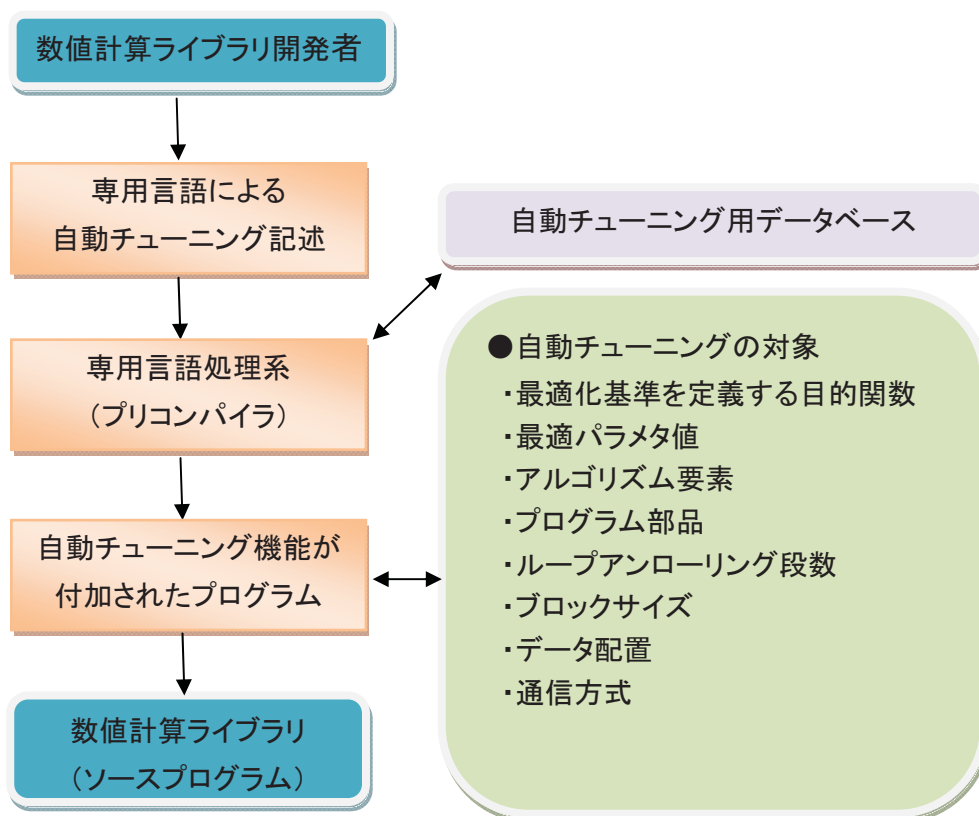 数値計算ライブラリ開発者
専用言語による
自動チューニング記述
自動チューニング用データベース
専用言語処理系
（プリコンパイラ）
自動チューニング機能が
付加されたプログラム
数値計算ライブラリ
（ソースプログラム）
●自動チューニングの対象
・最適化基準を定義する目的関数
・最適パラメタ値
・アルゴリズム要素
・プログラム部品
・ループアンローリング段数
・ブロックサイズ
・データ配置
・通信方式